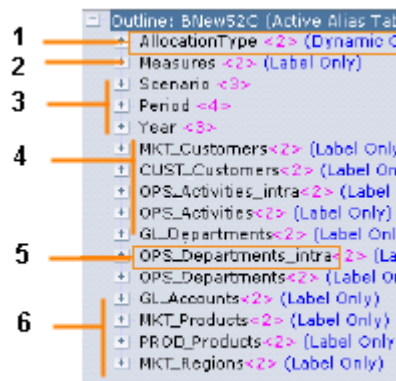 Outline: BNew52C (Active Alias Tab
1
AllocationType <2> (Dynamic C
2
Measures <2> (Label Only)
3
Scenario <3>
Period <4>
Year <3>
4
MKT_Customers<2> (Label Only
CUST_Customers<2> (Label On
OPS_Activities_intra<2> (Label
OPS_Activities<2> (Label Only)
GL_Departments<2> (Label Onl
5
OPS_Departments_intra<2> (La
OPS_Departments<2> (Label On
6
GL_Accounts<2> (Label Only)
MKT_Products<2> (Label Only)
PROD_Products<2> (Label Only
MKT_Regions<2> (Label Only)